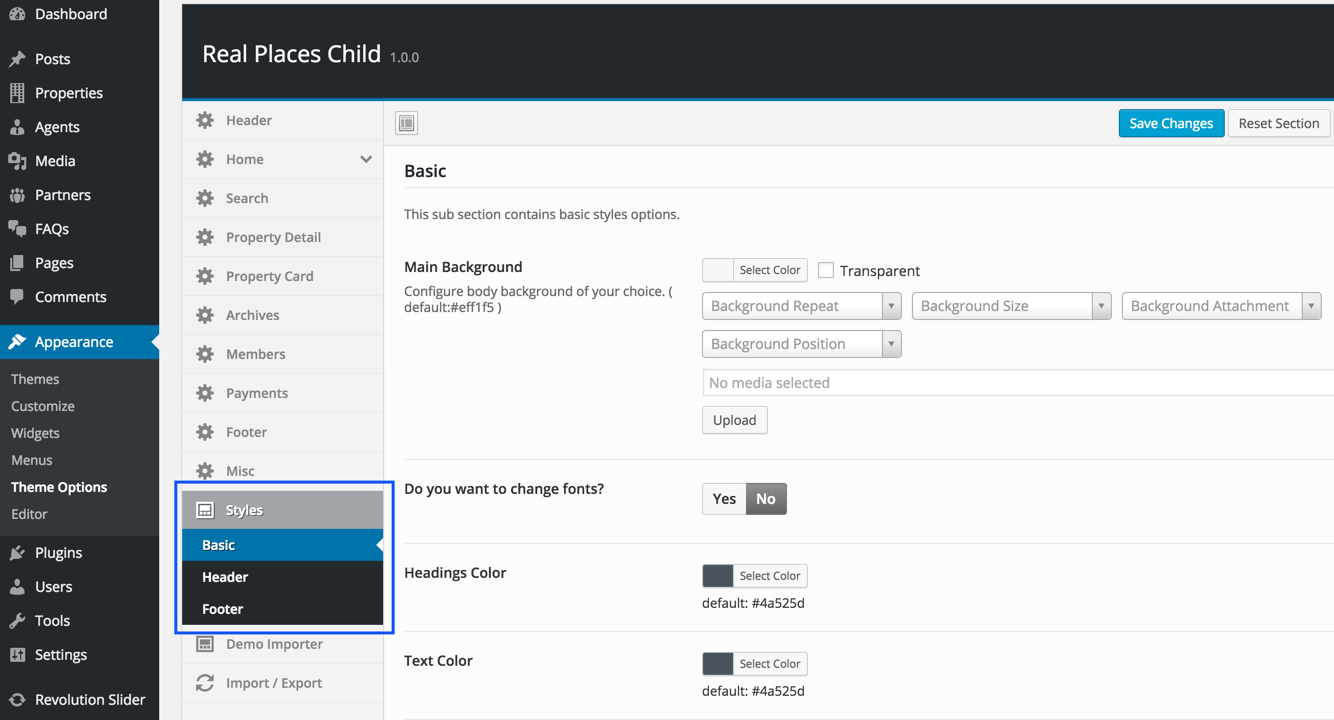 Dashboard
Posts
Properties
Agents
Media
Partners
FAQs
Pages
Comments
Appearance
Themes
Customize
Widgets
Menus
Theme Options
Editor
Plugins
Users
Tools
Settings
Revolution Slider
Real Places Child 1.0.0
Header
Home
Search
Property Detail
Property Card
Archives
Members
Payments
Footer
Misc
Styles
Basic
Header
Footer
Demo Importer
Import / Export
Save Changes Reset Section
Basic
This sub section contains basic styles options.
Main Background
Configure body background of your choice. (
default:#eff1f5 )
Select Color Transparent
Background Repeat Background Size Background Attachment
Background Position
No media selected
Upload
Do you want to change fonts?
Yes No
Headings Color
Select Color
default: #4a525d
Text Color
Select Color
default: #4a525d